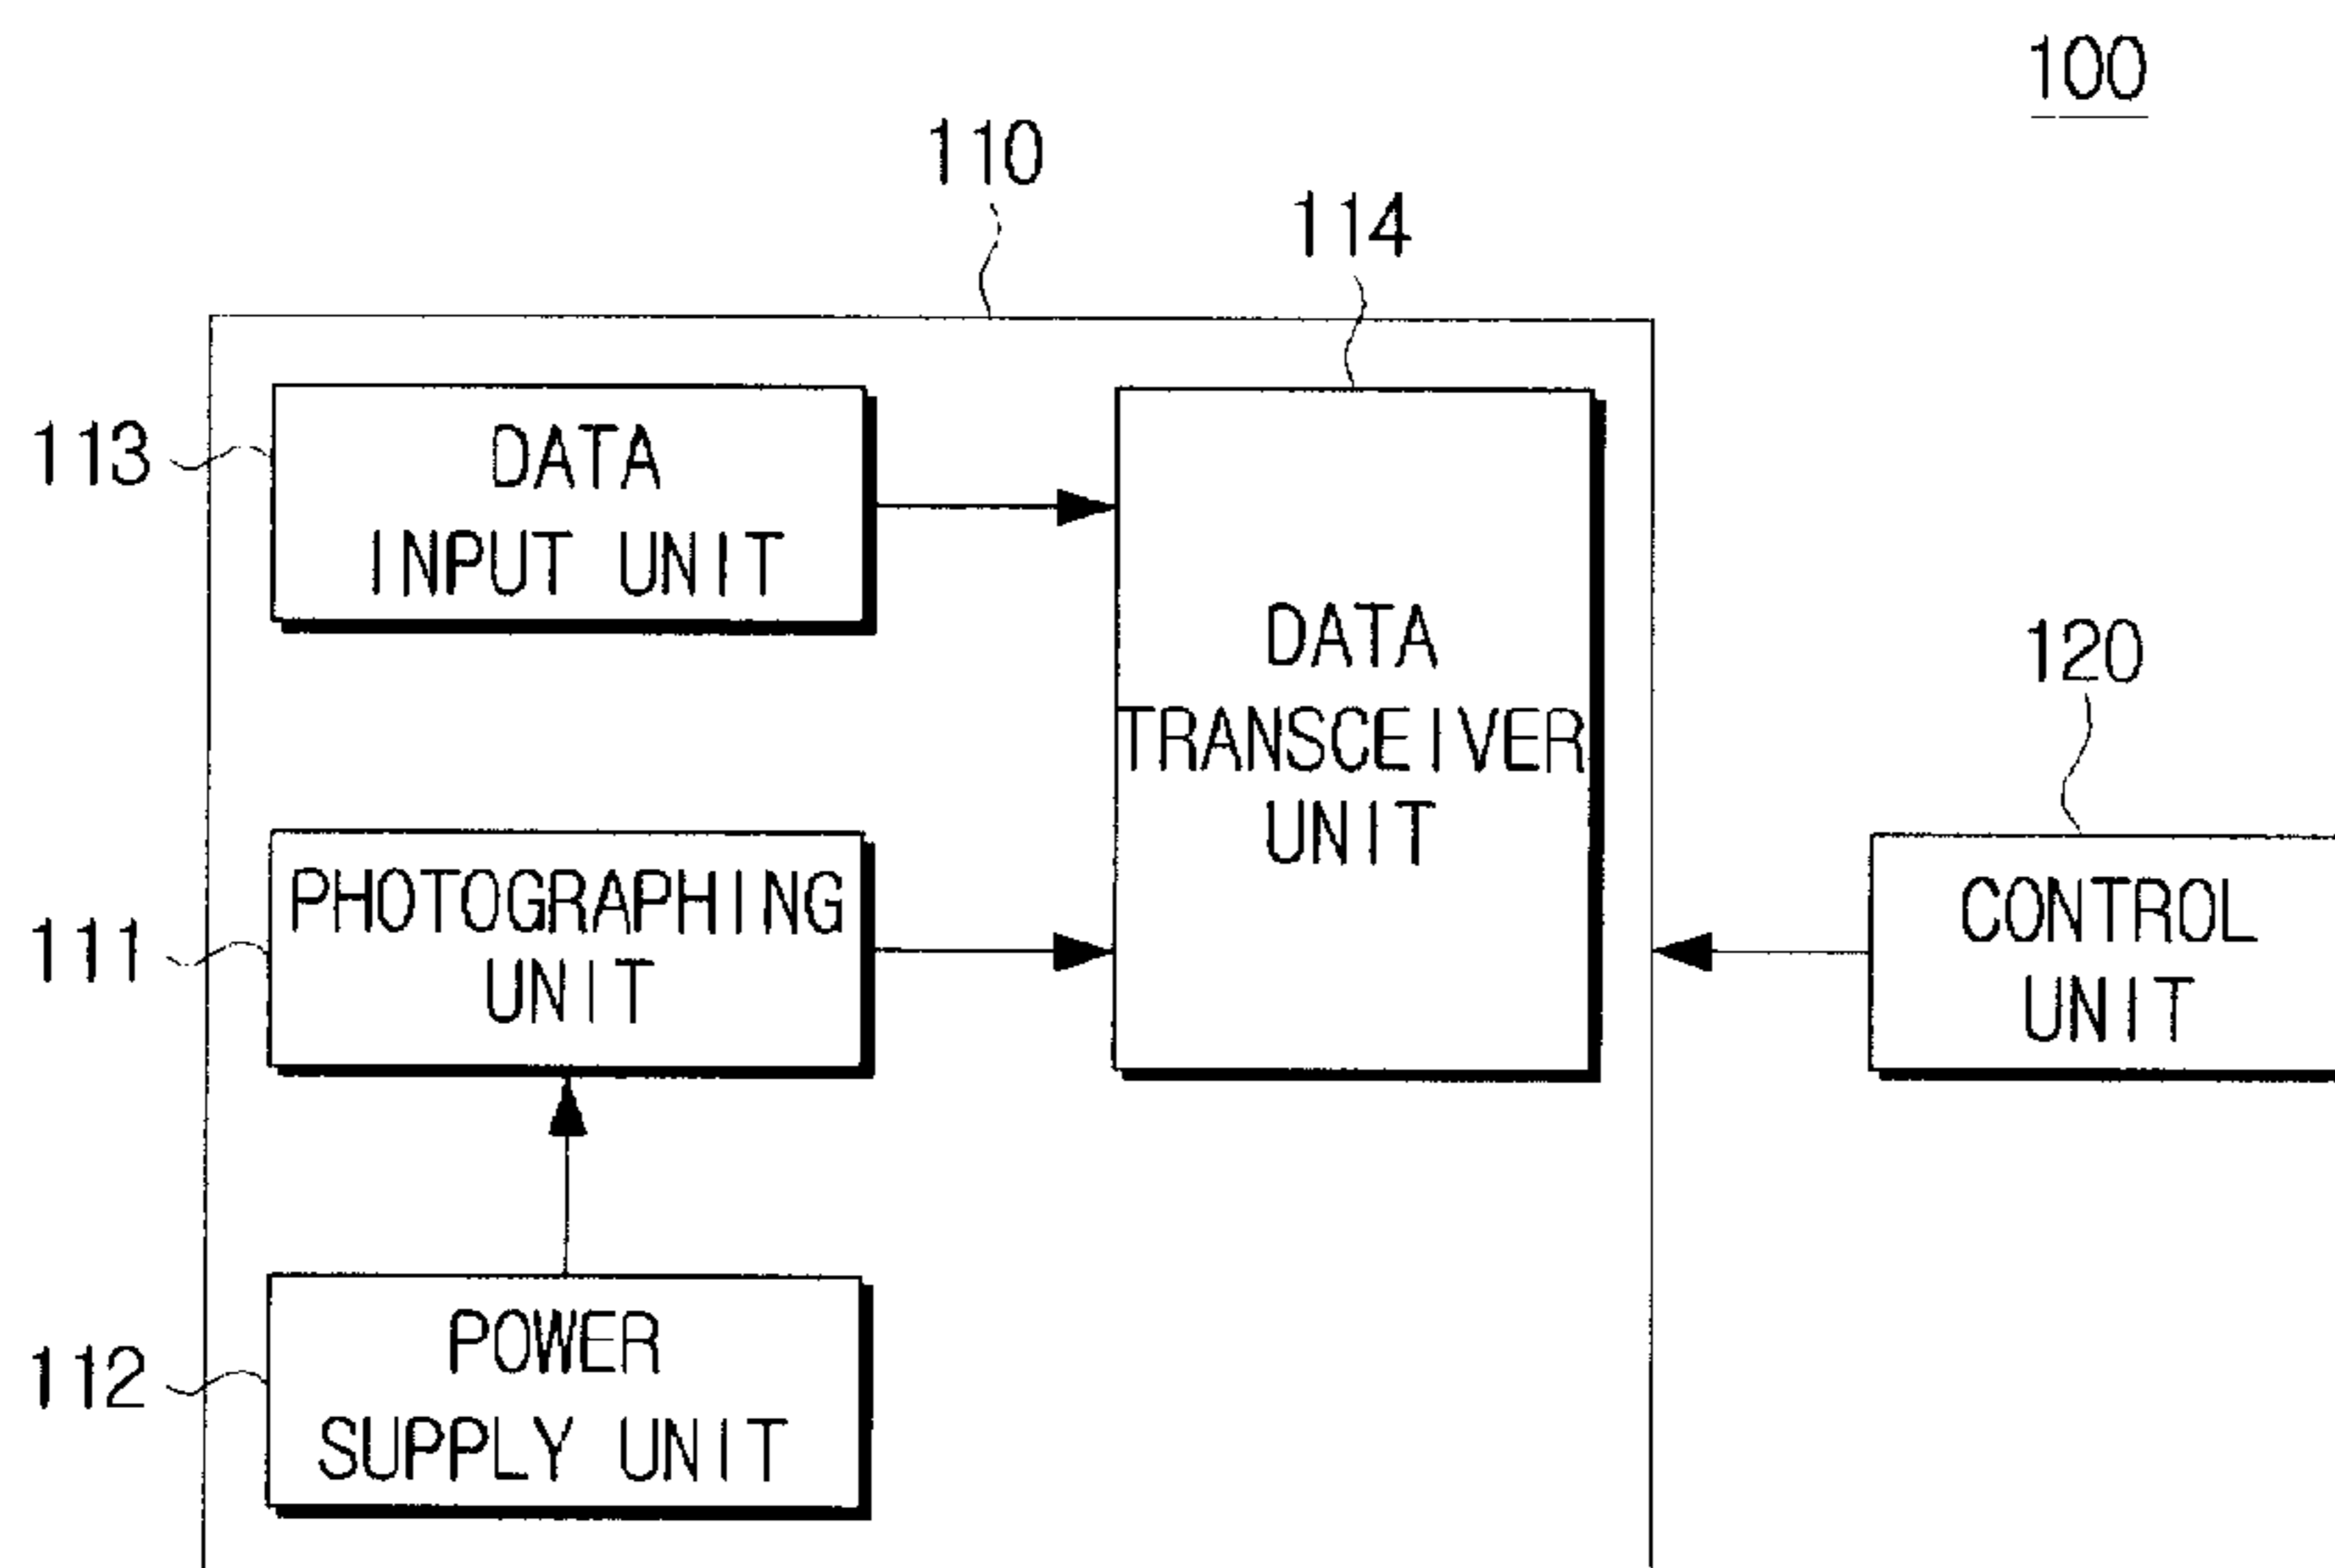 100
110
114
113
DATA
INPUT UNIT
DATA
TRANSCEIVER
UNIT
120
111
PHOTOGRAPHING
UNIT
CONTROL
UNIT
112
POWER
SUPPLY UNIT